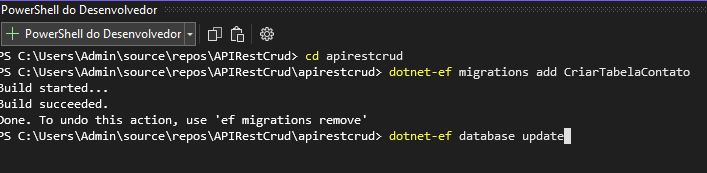 PowerShell do Desenvolvedor
PowerShell do Desenvolvedor
PS C:\Users\Admin\source\repos\APIRestCrud> cd apirestcrud
PS C:\Users\Admin\source\repos\APIRestCrud\apirestcrud> dotnet-ef migrations add CriarTabelaContato
Build started...
Build succeeded.
Done. To undo this action, use 'ef migrations remove'
PS C:\Users\Admin\source\repos\APIRestCrud\apirestcrud> dotnet-ef database update